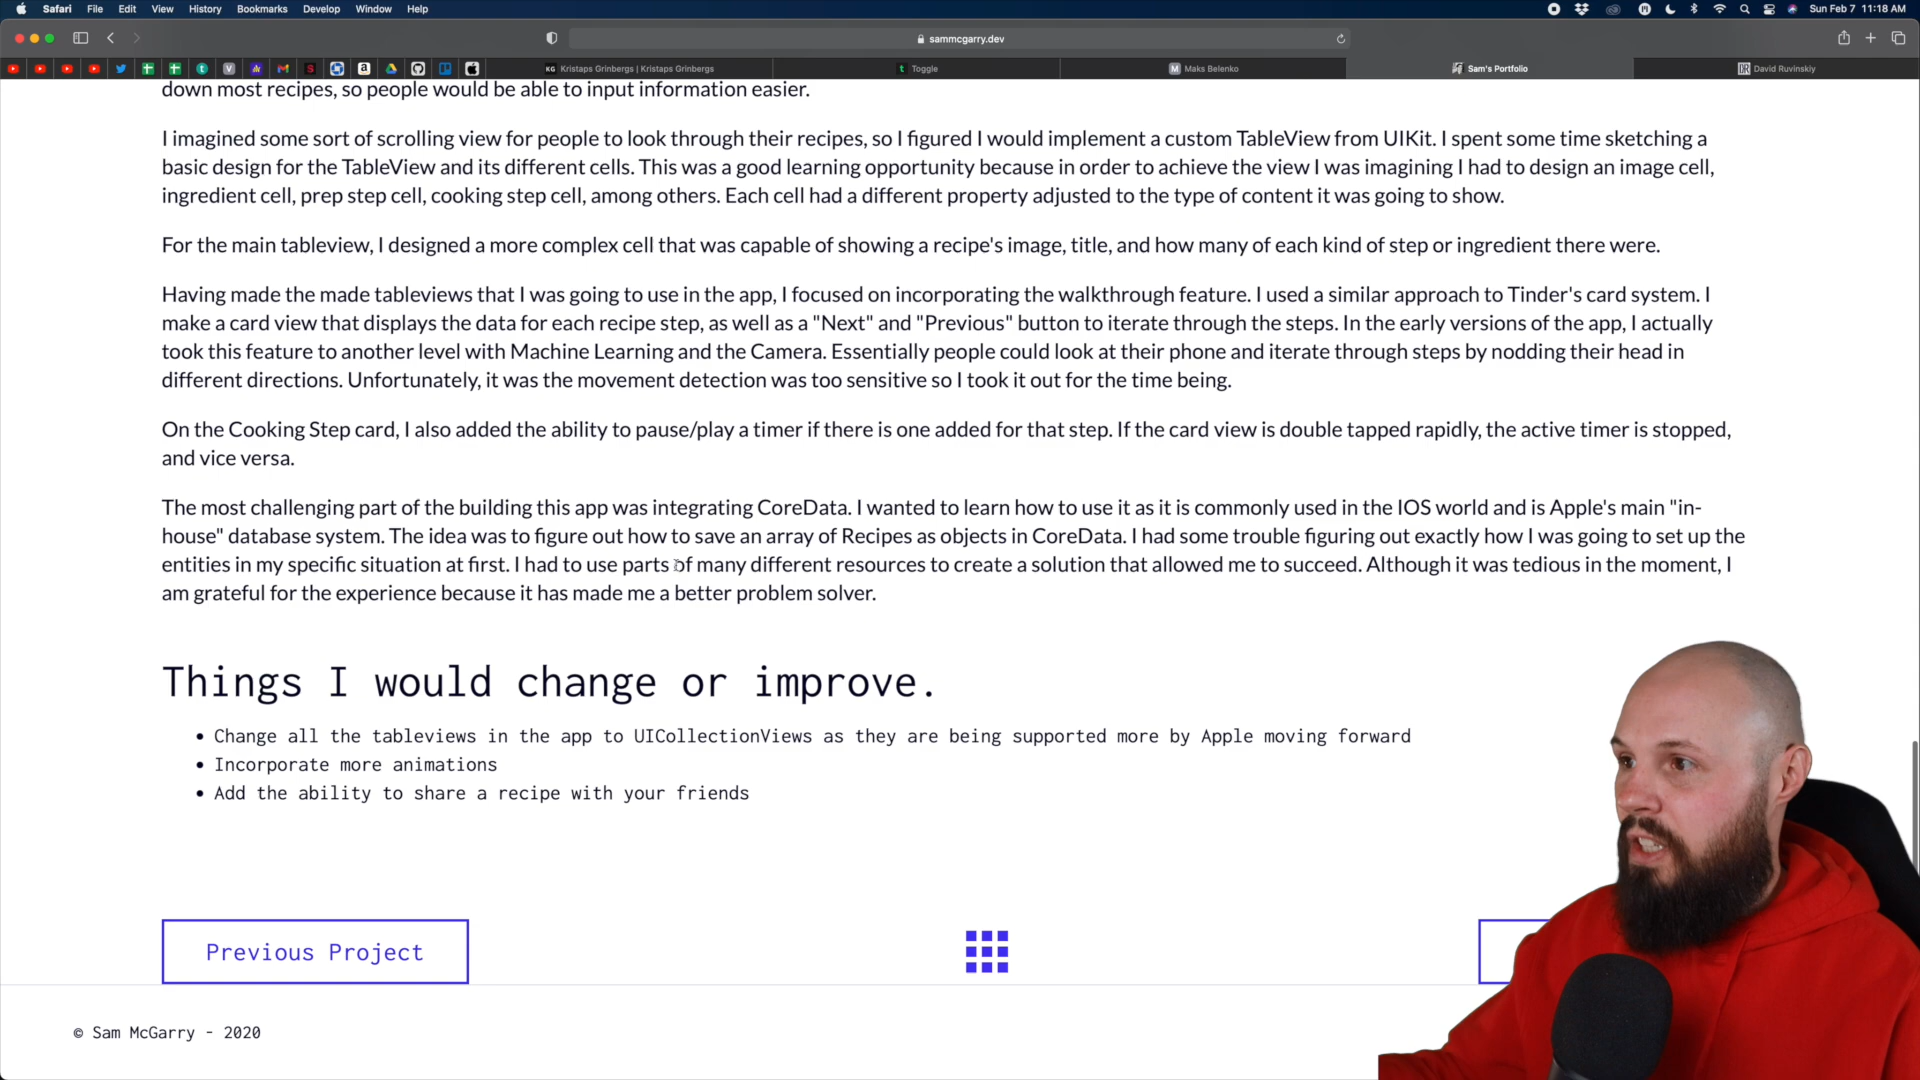 Safari File Edit View History Bookmarks Develop Window Help Sun Feb 7 11:18 AM
sammcgarry.dev
KG Kristaps Grinbergs | Kristaps Grinbergs t Toggle M Maks Belenko Sam's Portfolio DR David Ruvinskiy
down most recipes, so people would be able to input information easier.
I imagined some sort of scrolling view for people to look through their recipes, so I figured I would implement a custom TableView from UIKit. I spent some time sketching a
basic design for the TableView and its different cells. This was a good learning opportunity because in order to achieve the view I was imagining I had to design an image cell,
ingredient cell, prep step cell, cooking step cell, among others. Each cell had a different property adjusted to the type of content it was going to show.
For the main tableview, I designed a more complex cell that was capable of showing a recipe's image, title, and how many of each kind of step or ingredient there were.
Having made the made tableviews that I was going to use in the app, I focused on incorporating the walkthrough feature. I used a similar approach to Tinder's card system. I
make a card view that displays the data for each recipe step, as well as a "Next" and "Previous" button to iterate through the steps. In the early versions of the app, I actually
took this feature to another level with Machine Learning and the Camera. Essentially people could look at their phone and iterate through steps by nodding their head in
different directions. Unfortunately, it was the movement detection was too sensitive so I took it out for the time being.
On the Cooking Step card, I also added the ability to pause/play a timer if there is one added for that step. If the card view is double tapped rapidly, the active timer is stopped,
and vice versa.
The most challenging part of the building this app was integrating CoreData. I wanted to learn how to use it as it is commonly used in the IOS world and is Apple's main "in-
house" database system. The idea was to figure out how to save an array of Recipes as objects in CoreData. I had some trouble figuring out exactly how I was going to set up the
entities in my specific situation at first. I had to use parts of many different resources to create a solution that allowed me to succeed. Although it was tedious in the moment, I
am grateful for the experience because it has made me a better problem solver.
Things I would change or improve.
• Change all the tableviews in the app to UICollectionViews as they are being supported more by Apple moving forward
• Incorporate more animations
• Add the ability to share a recipe with your friends
Previous Project
© Sam McGarry - 2020